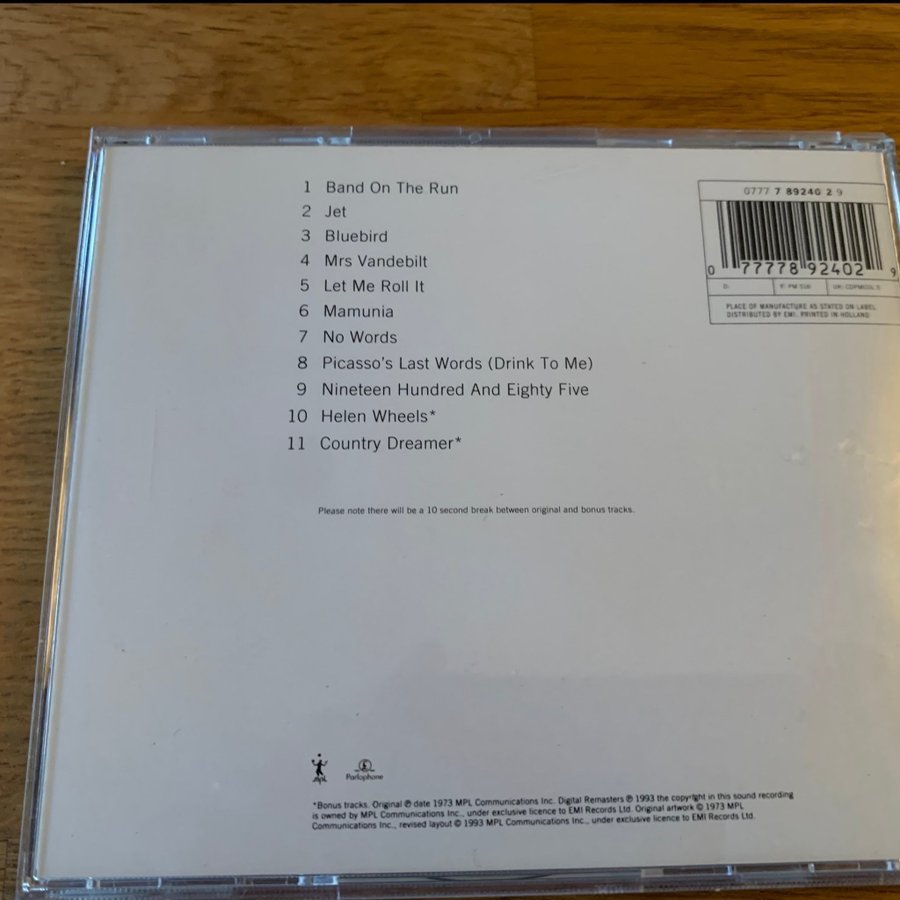 1 Band On The Run
2 Jet
3 Bluebird
4 Mrs Vandebilt
5 Let Me Roll It
6 Mamunia
7 No Words
8 Picasso's Last Words (Drink To Me)
9 Nineteen Hundred And Eighty Five
10 Helen Wheels*
11 Country Dreamer*
Please note there will be a 10 second break between original and bonus tracks.
0777 7 89240 2 9
0 77778 92402 9
PLACE OF MANUFACTURE AS STATED ON LABEL
DISTRIBUTED BY EMI. PRINTED IN HOLLAND
MPL
Parlophone
*Bonus tracks. Original ℗ date 1973 MPL Communications Inc. Digital Remasters ℗ 1993 the copyright in this sound recording
is owned by MPL Communications Inc., under exclusive licence to EMI Records Ltd. Original artwork © 1973 MPL
Communications Inc., revised layout © 1993 MPL Communications Inc., under exclusive licence to EMI Records Ltd.